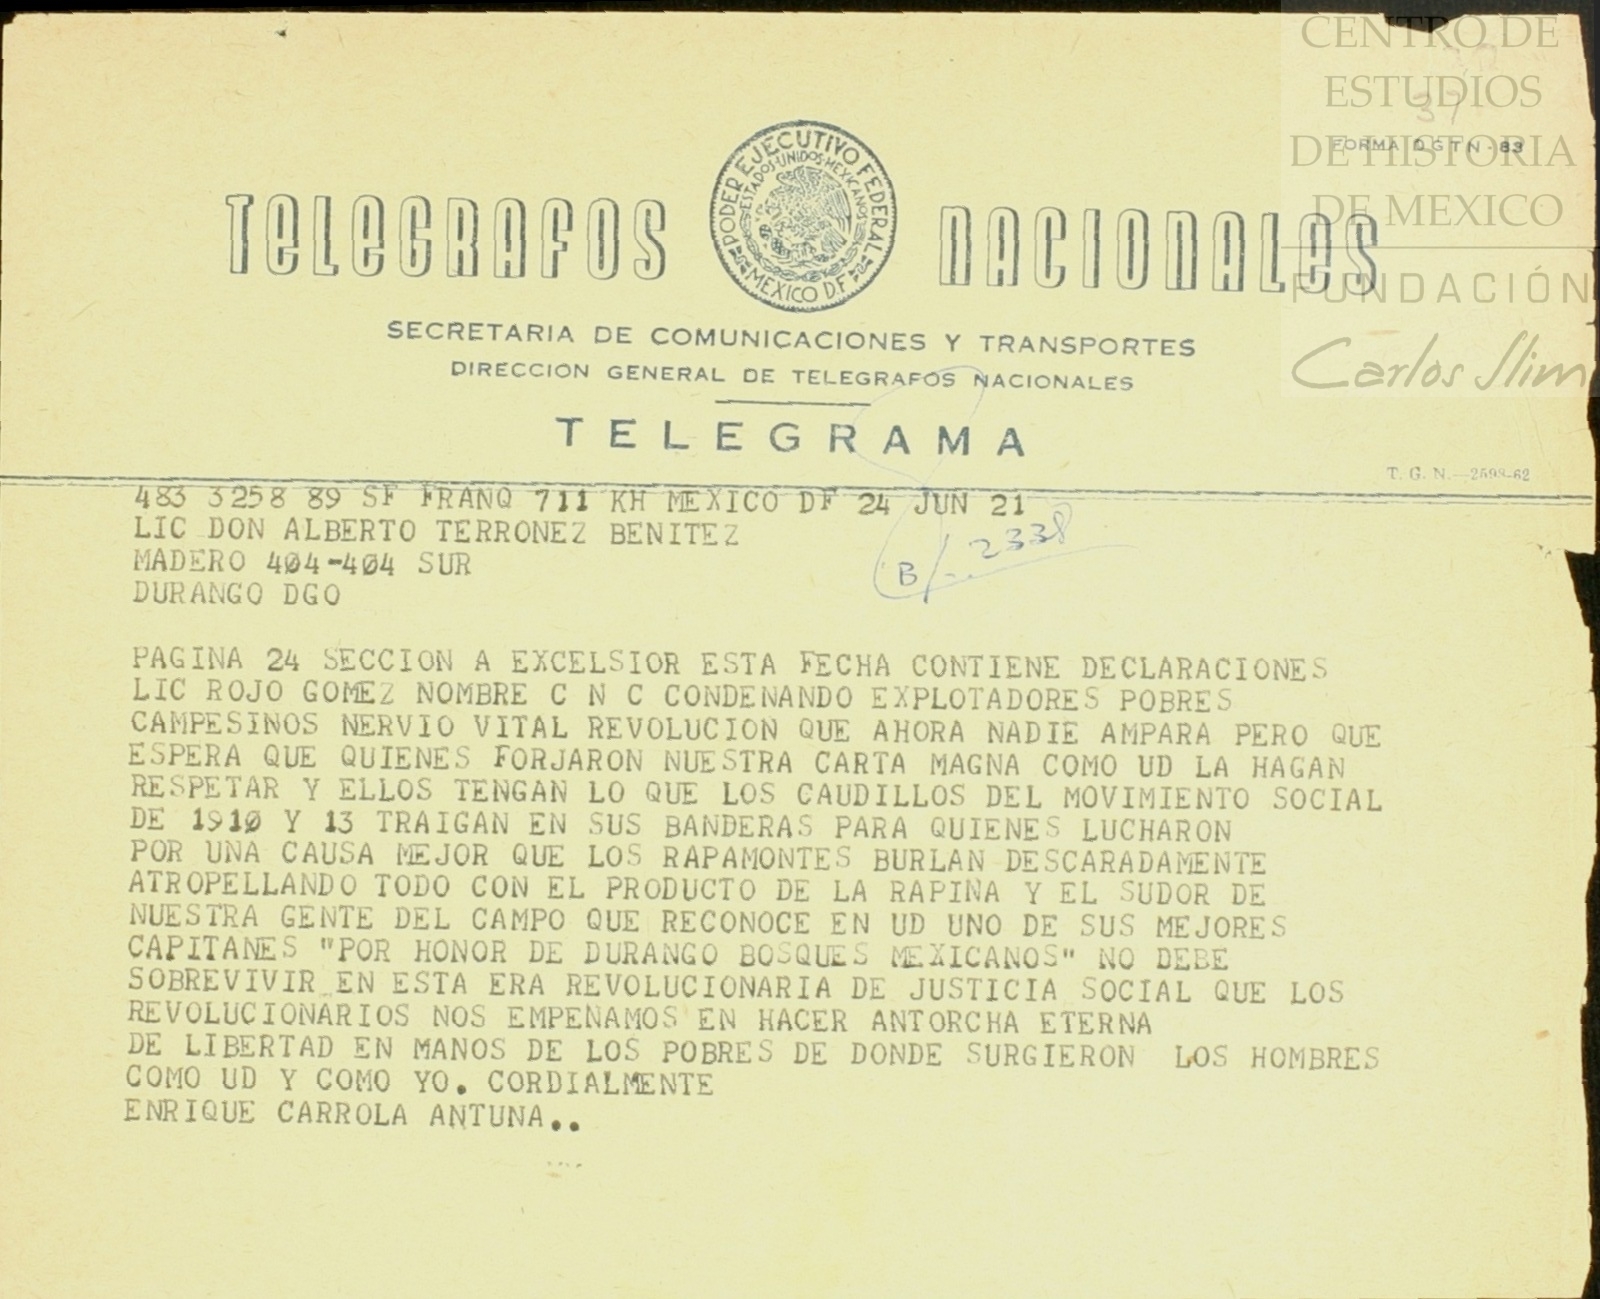 CENTRO DE
ESTUDIOS
DE HISTORIA
DE MEXICO
FUNDACIÓN
Carlos Slim
37
FORMA DGTN-83
TELEGRAFOS NACIONALES
PODER EJECUTIVO FEDERAL
ESTADOS UNIDOS MEXICANOS
MEXICO D.F.
SECRETARIA DE COMUNICACIONES Y TRANSPORTES
DIRECCION GENERAL DE TELEGRAFOS NACIONALES
TELEGRAMA
T. G. N.—2598-62
483 3258 89 SF FRANQ 711 KH MEXICO DF 24 JUN 21
LIC DON ALBERTO TERRONEZ BENITEZ
B/ 2338
MADERO 404-404 SUR
DURANGO DGO
PAGINA 24 SECCION A EXCELSIOR ESTA FECHA CONTIENE DECLARACIONES
LIC ROJO GOMEZ NOMBRE C N C CONDENANDO EXPLOTADORES POBRES
CAMPESINOS NERVIO VITAL REVOLUCION QUE AHORA NADIE AMPARA PERO QUE
ESPERA QUE QUIENES FORJARON NUESTRA CARTA MAGNA COMO UD LA HAGAN
RESPETAR Y ELLOS TENGAN LO QUE LOS CAUDILLOS DEL MOVIMIENTO SOCIAL
DE 1910 Y 13 TRAIGAN EN SUS BANDERAS PARA QUIENES LUCHARON
POR UNA CAUSA MEJOR QUE LOS RAPAMONTES BURLAN DESCARADAMENTE
ATROPELLANDO TODO CON EL PRODUCTO DE LA RAPINA Y EL SUDOR DE
NUESTRA GENTE DEL CAMPO QUE RECONOCE EN UD UNO DE SUS MEJORES
CAPITANES "POR HONOR DE DURANGO BOSQUES MEXICANOS" NO DEBE
SOBREVIVIR EN ESTA ERA REVOLUCIONARIA DE JUSTICIA SOCIAL QUE LOS
REVOLUCIONARIOS NOS EMPENAMOS EN HACER ANTORCHA ETERNA
DE LIBERTAD EN MANOS DE LOS POBRES DE DONDE SURGIERON LOS HOMBRES
COMO UD Y COMO YO. CORDIALMENTE
ENRIQUE CARROLA ANTUNA..